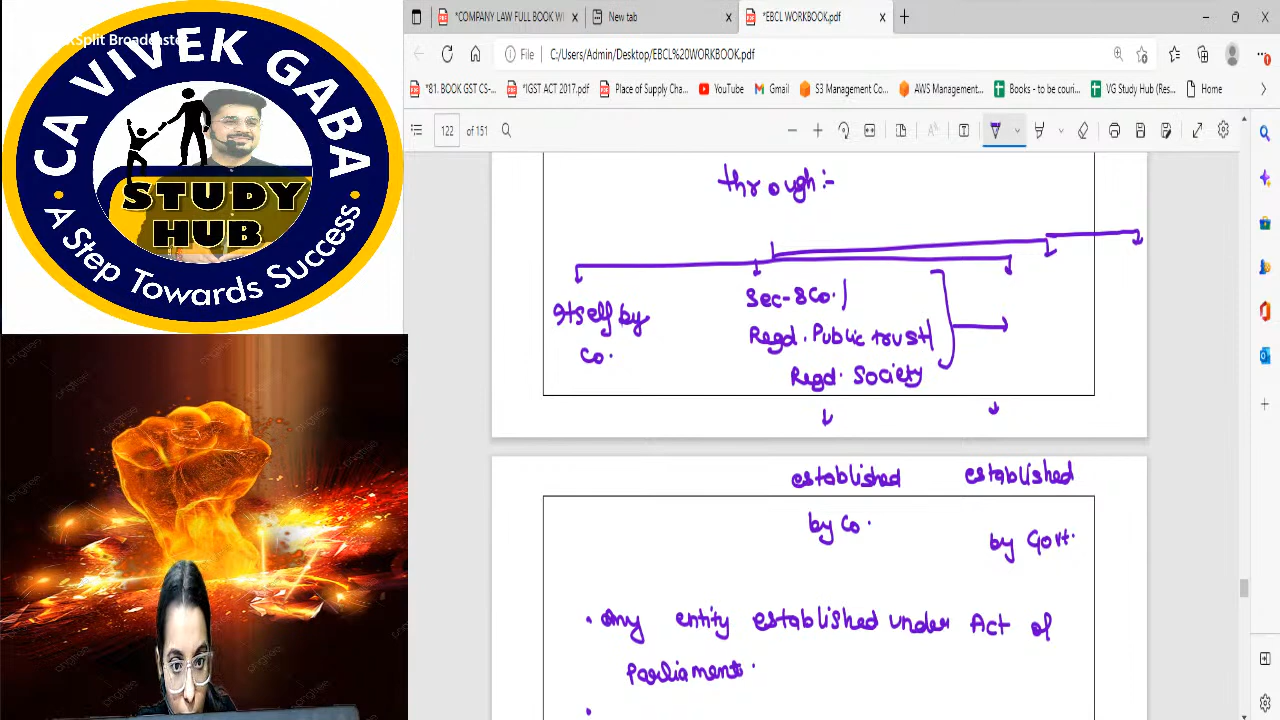 XSplit Broadcaster
CA VIVEK GABA
STUDY
HUB
A Step Towards Success
*COMPANY LAW FULL BOOK (WI
New tab
*EBCL WORKBOOK.pdf
File
C:/Users/Admin/Desktop/EBCL%20WORKBOOK.pdf
*81. BOOK GST CS-...
*IGST ACT 2017.pdf
Place of Supply Cha...
YouTube
Gmail
S3 Management Co...
AWS Management...
Books - to be couri...
VG Study Hub (Res...
Home
122 of 151
through:-
Itself by
Co.
Sec-8 Co. /
Regd. Public trust/
Regd. Society
established
by Co.
established
by Govt.
• Any entity established under Act of
Parliament.
•